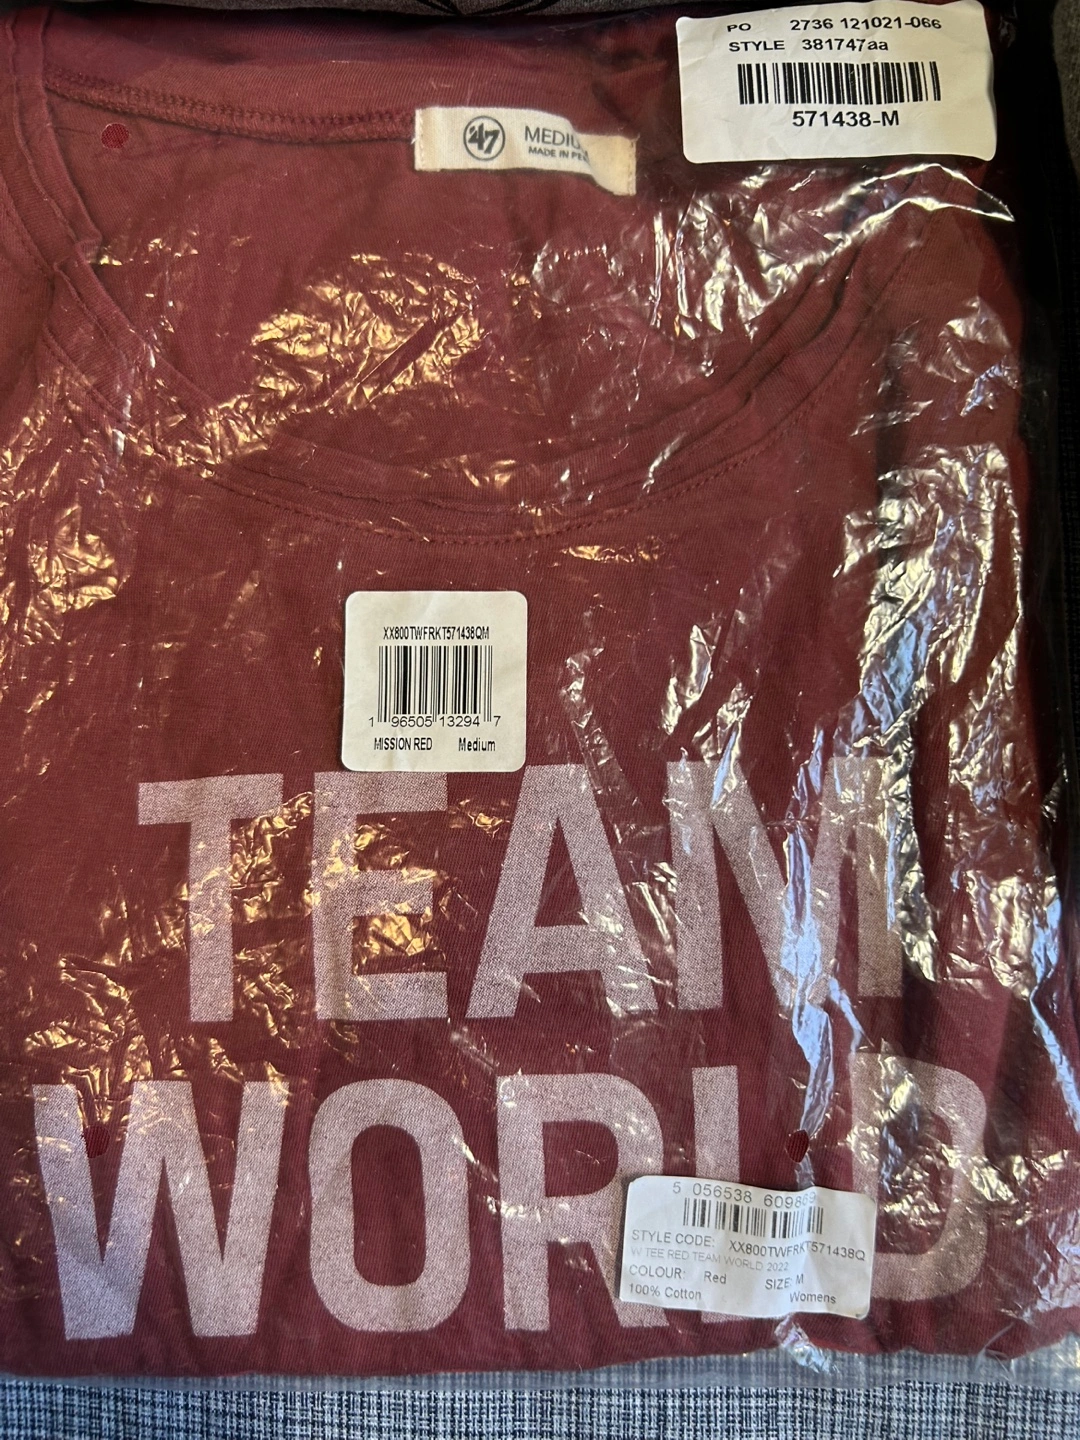 PO 2736 121021-066
STYLE 381747aa
571438-M
47 MEDIU
MADE IN PE
XX800TWFRKT571438QM
1 96505 13294 7
MISSION RED Medium
TEAM
WORLD
5 056538 609869
STYLE CODE: XX800TWFRKT571438Q
W TEE RED TEAM WORLD 2022
COLOUR: Red SIZE: M
100% Cotton Womens